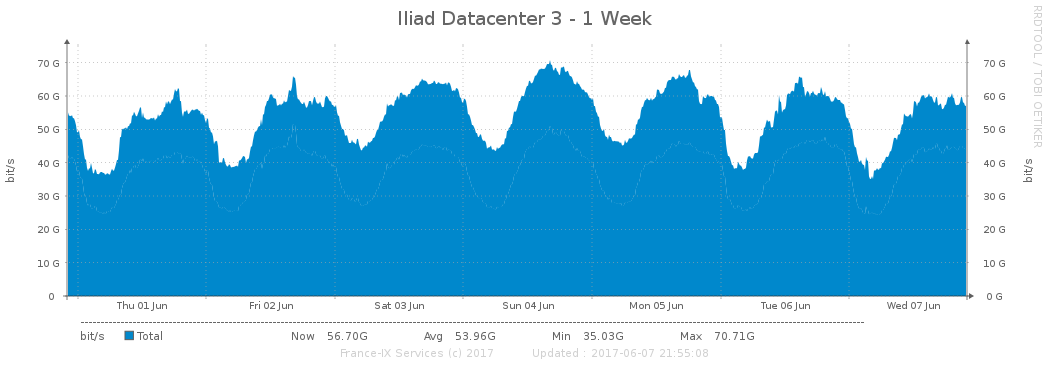 Iliad Datacenter 3 - 1 Week
RRDTOOL / TOBI OETIKER
bit/s
70 G 70 G
60 G 60 G
50 G 50 G
40 G 40 G
30 G 30 G
20 G 20 G
10 G 10 G
0 0 G
bit/s
Thu 01 Jun Fri 02 Jun Sat 03 Jun Sun 04 Jun Mon 05 Jun Tue 06 Jun Wed 07 Jun
bit/s Total Now 56.70G Avg 53.96G Min 35.03G Max 70.71G
France-IX Services (c) 2017 Updated : 2017-06-07 21:55:08